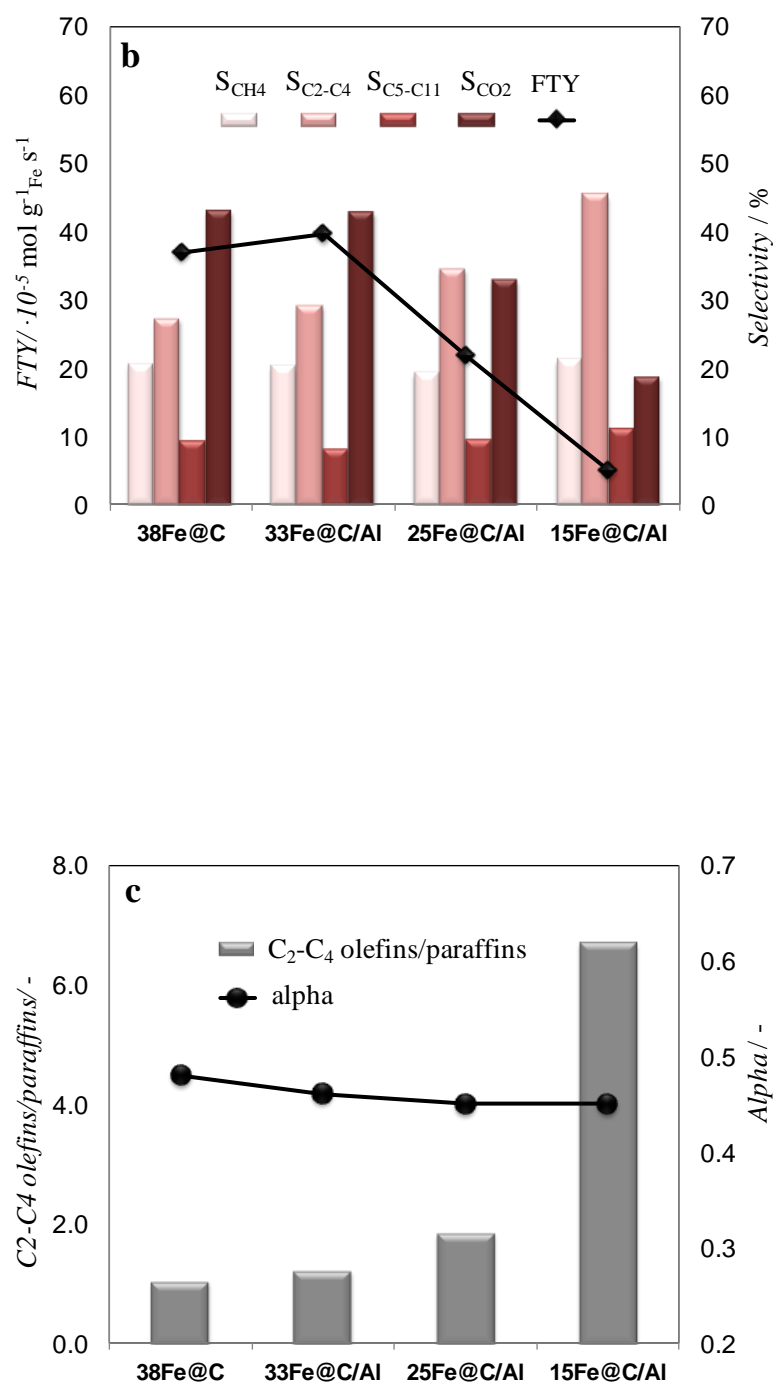 b
S_CH4 S_C2-C4 S_C5-C11 S_CO2 FTY
70
60
50
40
30
20
10
0
FTY/ ·10^-5 mol g^-1_Fe s^-1
70
60
50
40
30
20
10
0
Selectivity / %
38Fe@C 33Fe@C/Al 25Fe@C/Al 15Fe@C/Al
c
C2-C4 olefins/paraffins
alpha
8.0
6.0
4.0
2.0
0.0
C2-C4 olefins/paraffins/ -
0.7
0.6
0.5
0.4
0.3
0.2
Alpha/ -
38Fe@C 33Fe@C/Al 25Fe@C/Al 15Fe@C/Al